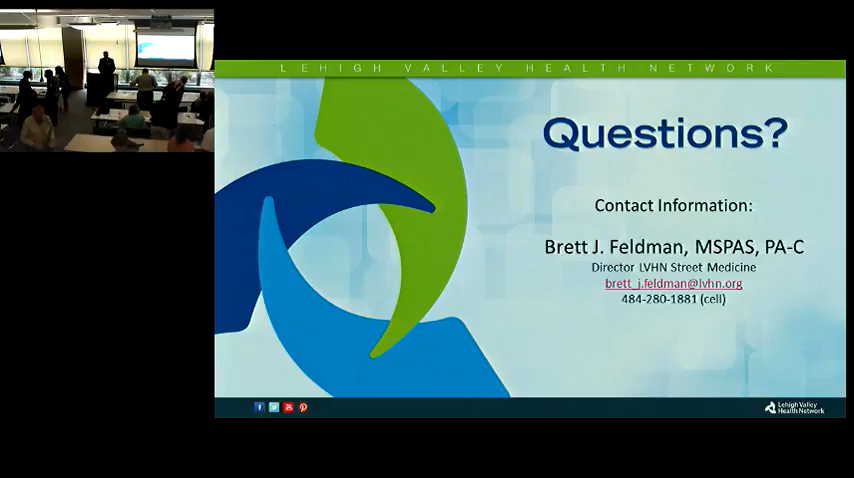 LEHIGH VALLEY HEALTH NETWORK
Questions?
Contact Information:
Brett J. Feldman, MSPAS, PA-C
Director LVHN Street Medicine
brett_j.feldman@lvhn.org
484-280-1881 (cell)
Lehigh Valley
Health Network